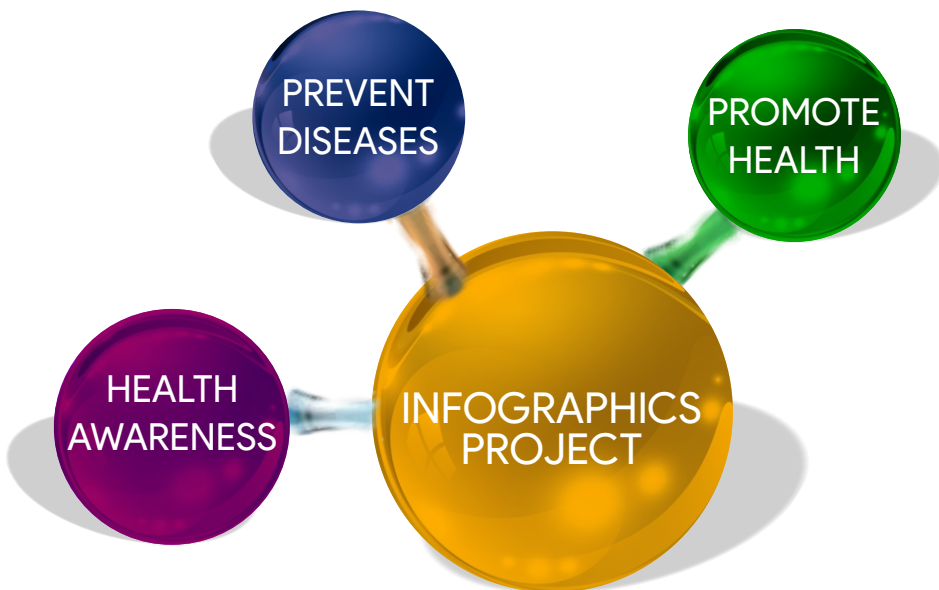 PREVENT
DISEASES
PROMOTE
HEALTH
HEALTH
AWARENESS
INFOGRAPHICS
PROJECT